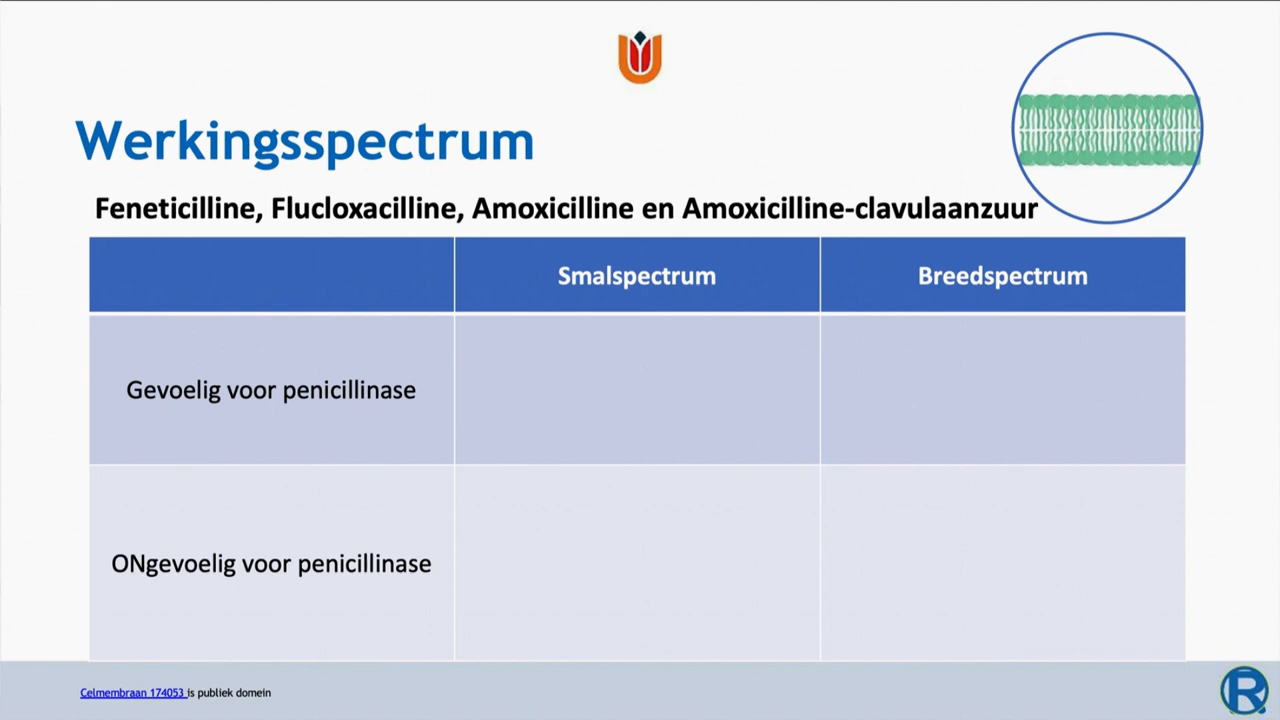 Werkingsspectrum
Feneticilline, Flucloxacilline, Amoxicilline en Amoxicilline-clavulaanzuur
Smalspectrum
Breedspectrum
Gevoelig voor penicillinase
ONgevoelig voor penicillinase
Celmembraan 174053 is publiek domein
R